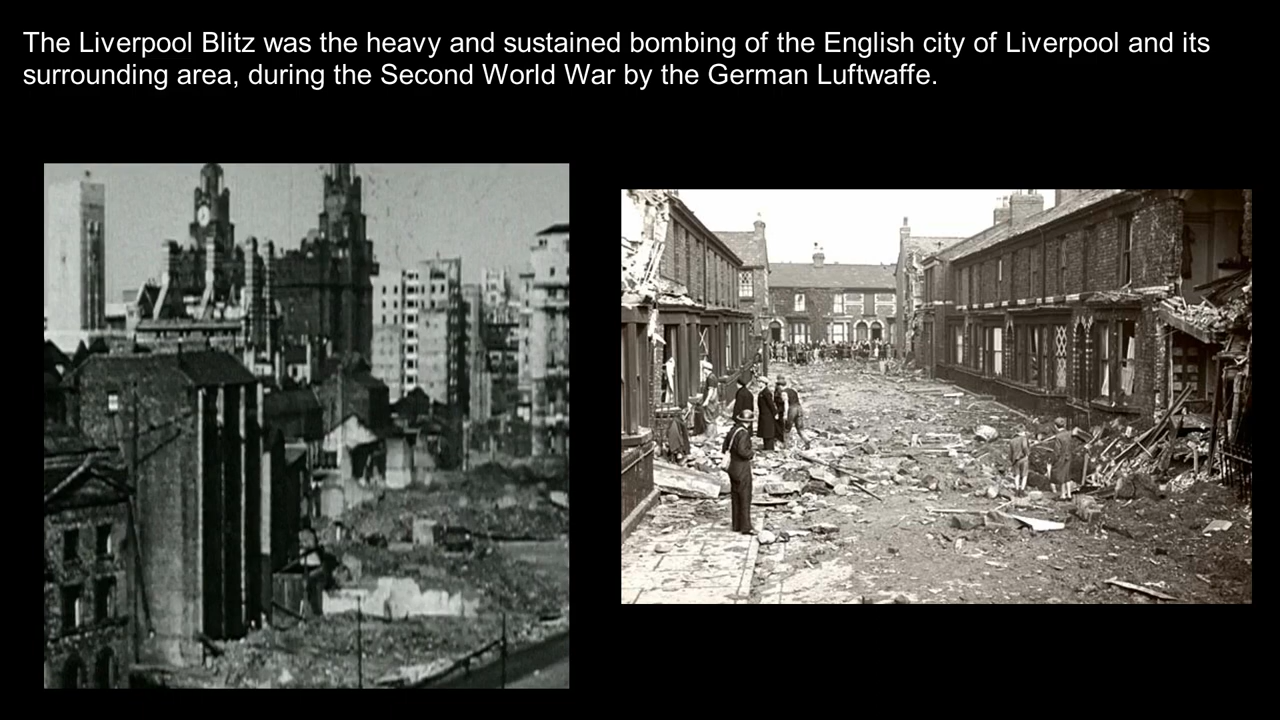 The Liverpool Blitz was the heavy and sustained bombing of the English city of Liverpool and its
surrounding area, during the Second World War by the German Luftwaffe.